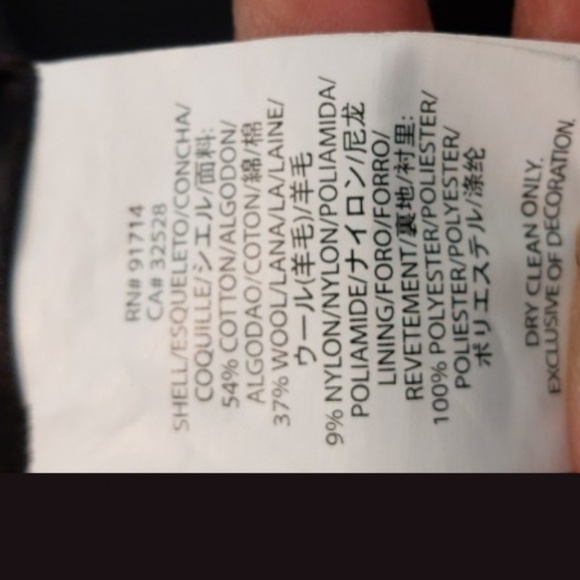 RN# 91714
CA# 32528
SHELL/ESQUELETO/CONCHA/
COQUILLE/シエル/面料:
54% COTTON/ALGODON/
ALGODAO/COTON/綿/棉
37% WOOL/LANA/LA/LAINE/
ウール(羊毛)/羊毛
9% NYLON/NYLON/POLIAMIDA/
POLIAMIDE/ナイロン/尼龙
LINING/FORO/FORRO/
REVETEMENT/裏地/衬里:
100% POLYESTER/POLIESTER/
POLIESTER/POLYESTER/
ポリエステル/涤纶
DRY CLEAN ONLY.
EXCLUSIVE OF DECORATION.